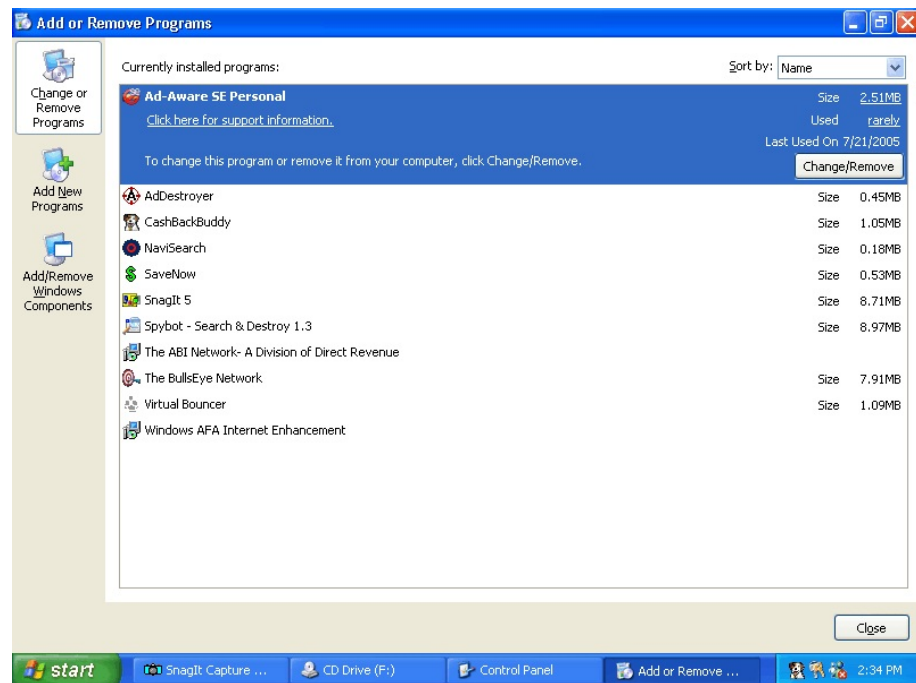 Add or Remove Programs
Change or
Remove
Programs
Add New
Programs
Add/Remove
Windows
Components
Currently installed programs:
Sort by: Name
Ad-Aware SE Personal Size 2.51MB
Click here for support information. Used rarely
Last Used On 7/21/2005
To change this program or remove it from your computer, click Change/Remove. Change/Remove
AdDestroyer Size 0.45MB
CashBackBuddy Size 1.05MB
NaviSearch Size 0.18MB
SaveNow Size 0.53MB
SnagIt 5 Size 8.71MB
Spybot - Search & Destroy 1.3 Size 8.97MB
The ABI Network- A Division of Direct Revenue
The BullsEye Network Size 7.91MB
Virtual Bouncer Size 1.09MB
Windows AFA Internet Enhancement
Close
start SnagIt Capture ... CD Drive (F:) Control Panel Add or Remove ... 2:34 PM